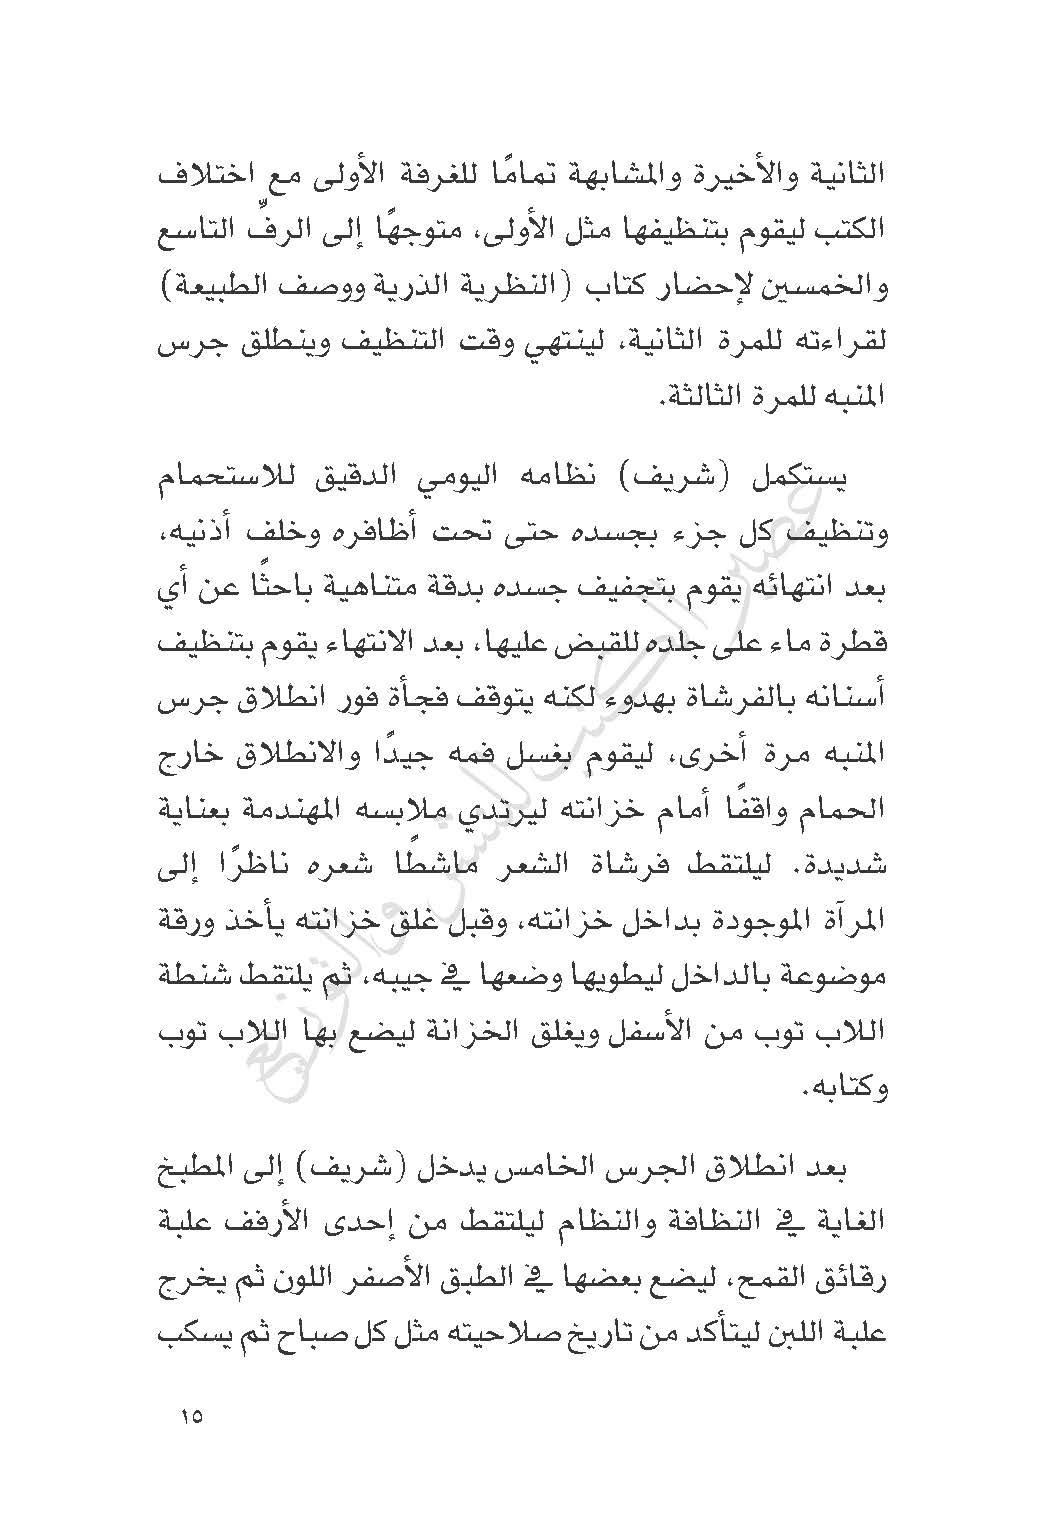 الثانية والأخيرة والمشابهة تمامًا للغرفة الأولى مع اختلاف
الكتب ليقوم بتنظيفها مثل الأولى، متوجهًا إلى الرفِّ التاسع
والخمسين لإحضار كتاب (النظرية الذرية ووصف الطبيعة)
لقراءته للمرة الثانية، لينتهي وقت التنظيف وينطلق جرس
المنبه للمرة الثالثة.
يستكمل (شريف) نظامه اليومي الدقيق للاستحمام
وتنظيف كل جزء بجسده حتى تحت أظافره وخلف أذنيه،
بعد انتهائه يقوم بتجفيف جسده بدقة متناهية باحثًا عن أي
قطرة ماء على جلده للقبض عليها، بعد الانتهاء يقوم بتنظيف
أسنانه بالفرشاة بهدوء لكنه يتوقف فجأة فور انطلاق جرس
المنبه مرة أخرى، ليقوم بغسل فمه جيدًا والانطلاق خارج
الحمام واقفًا أمام خزانته ليرتدي ملابسه المهندمة بعناية
شديدة. ليلتقط فرشاة الشعر ماشطًا شعره ناظرًا إلى
المرآة الموجودة بداخل خزانته، وقبل غلق خزانته يأخذ ورقة
موضوعة بالداخل ليطويها وضعها في جيبه، ثم يلتقط شنطة
اللاب توب من الأسفل ويغلق الخزانة ليضع بها اللاب توب
وكتابه.
بعد انطلاق الجرس الخامس يدخل (شريف) إلى المطبخ
الغاية في النظافة والنظام ليلتقط من إحدى الأرفف علبة
رقائق القمح، ليضع بعضها في الطبق الأصفر اللون ثم يخرج
علبة اللبن ليتأكد من تاريخ صلاحيته مثل كل صباح ثم يسكب
١٥
عصير الكتب للنشر والتوزيع